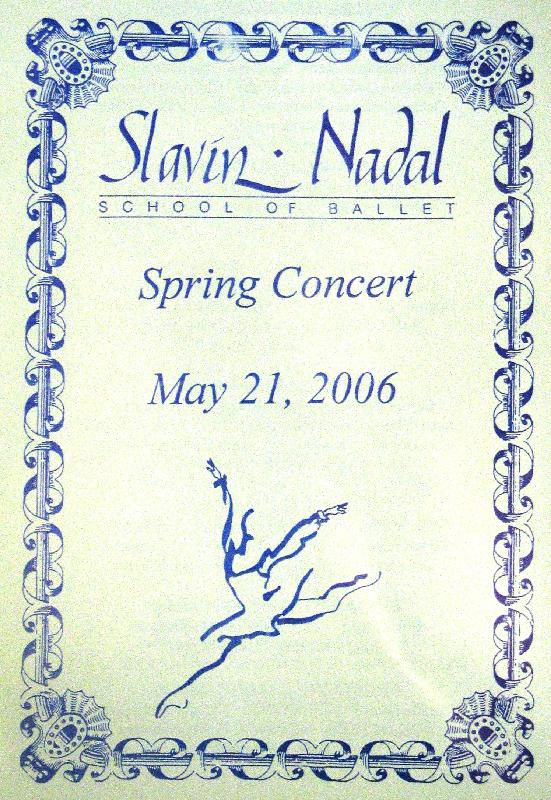 Slavin · Nadal
SCHOOL OF BALLET
Spring Concert
May 21, 2006